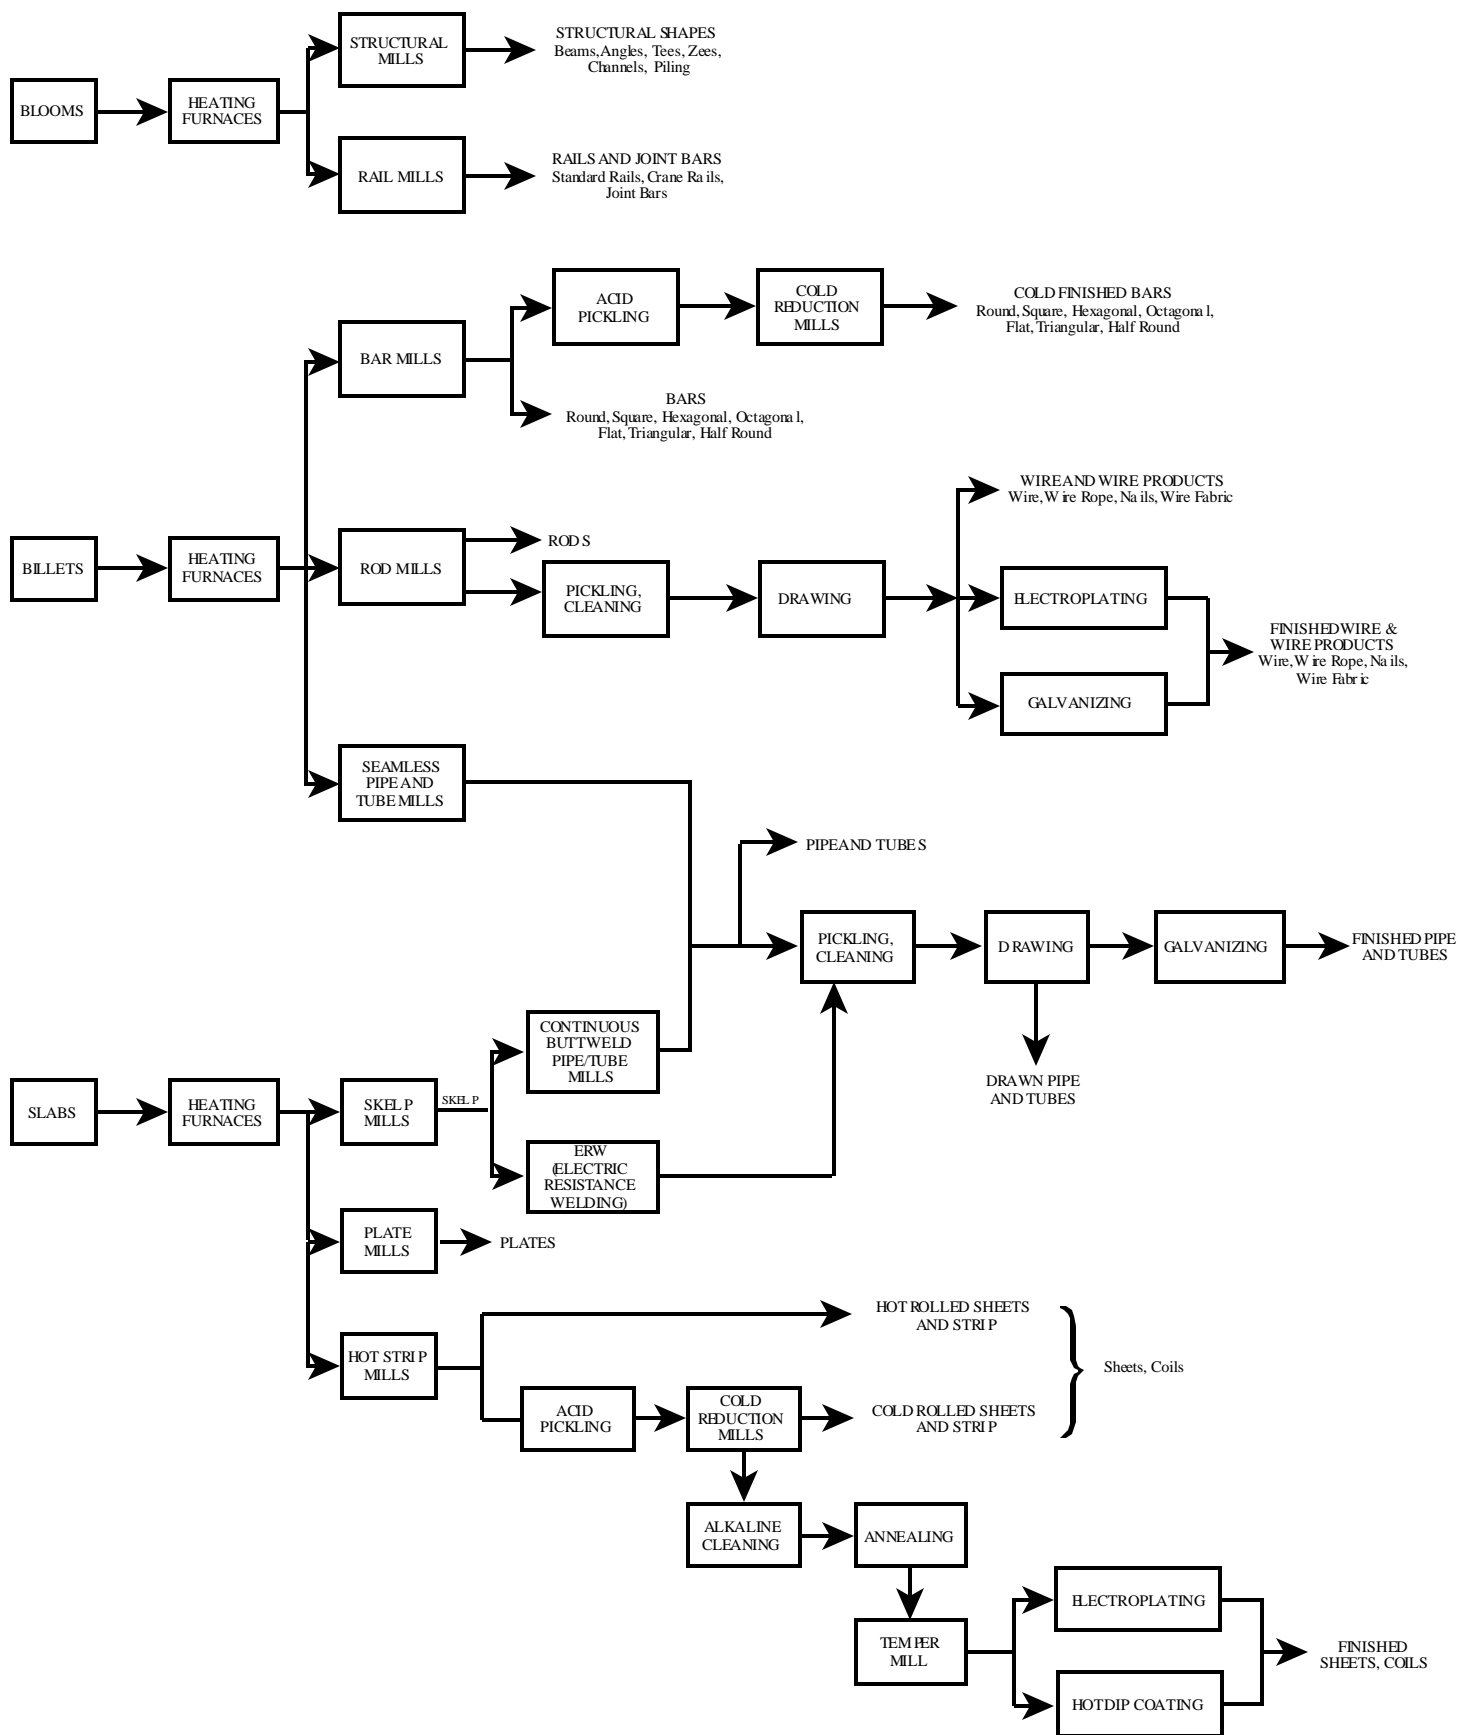 STRUCTURAL
MILLS
STRUCTURAL SHAPES
Beams, Angles, Tees, Zees,
Channels, Piling
BLOOMS
HEATING
FURNACES
RAIL MILLS
RAILS AND JOINT BARS
Standard Rails, Crane Rails,
Joint Bars
BAR MILLS
ACID
PICKLING
COLD
REDUCTION
MILLS
COLD FINISHED BARS
Round, Square, Hexagonal, Octagonal,
Flat, Triangular, Half Round
BARS
Round, Square, Hexagonal, Octagonal,
Flat, Triangular, Half Round
BILLETS
HEATING
FURNACES
ROD MILLS
RODS
PICKLING,
CLEANING
DRAWING
WIRE AND WIRE PRODUCTS
Wire, Wire Rope, Nails, Wire Fabric
ELECTROPLATING
GALVANIZING
FINISHED WIRE &
WIRE PRODUCTS
Wire, Wire Rope, Nails,
Wire Fabric
SEAMLESS
PIPE AND
TUBE MILLS
PIPE AND TUBES
PICKLING,
CLEANING
DRAWING
GALVANIZING
FINISHED PIPE
AND TUBES
DRAWN PIPE
AND TUBES
CONTINUOUS
BUTTWELD
PIPE/TUBE
MILLS
SLABS
HEATING
FURNACES
SKELP
MILLS
SKELP
ERW
(ELECTRIC
RESISTANCE
WELDING)
PLATE
MILLS
PLATES
HOT STRIP
MILLS
HOT ROLLED SHEETS
AND STRIP
Sheets, Coils
ACID
PICKLING
COLD
REDUCTION
MILLS
COLD ROLLED SHEETS
AND STRIP
ALKALINE
CLEANING
ANNEALING
TEMPER
MILL
ELECTROPLATING
HOT DIP COATING
FINISHED
SHEETS, COILS